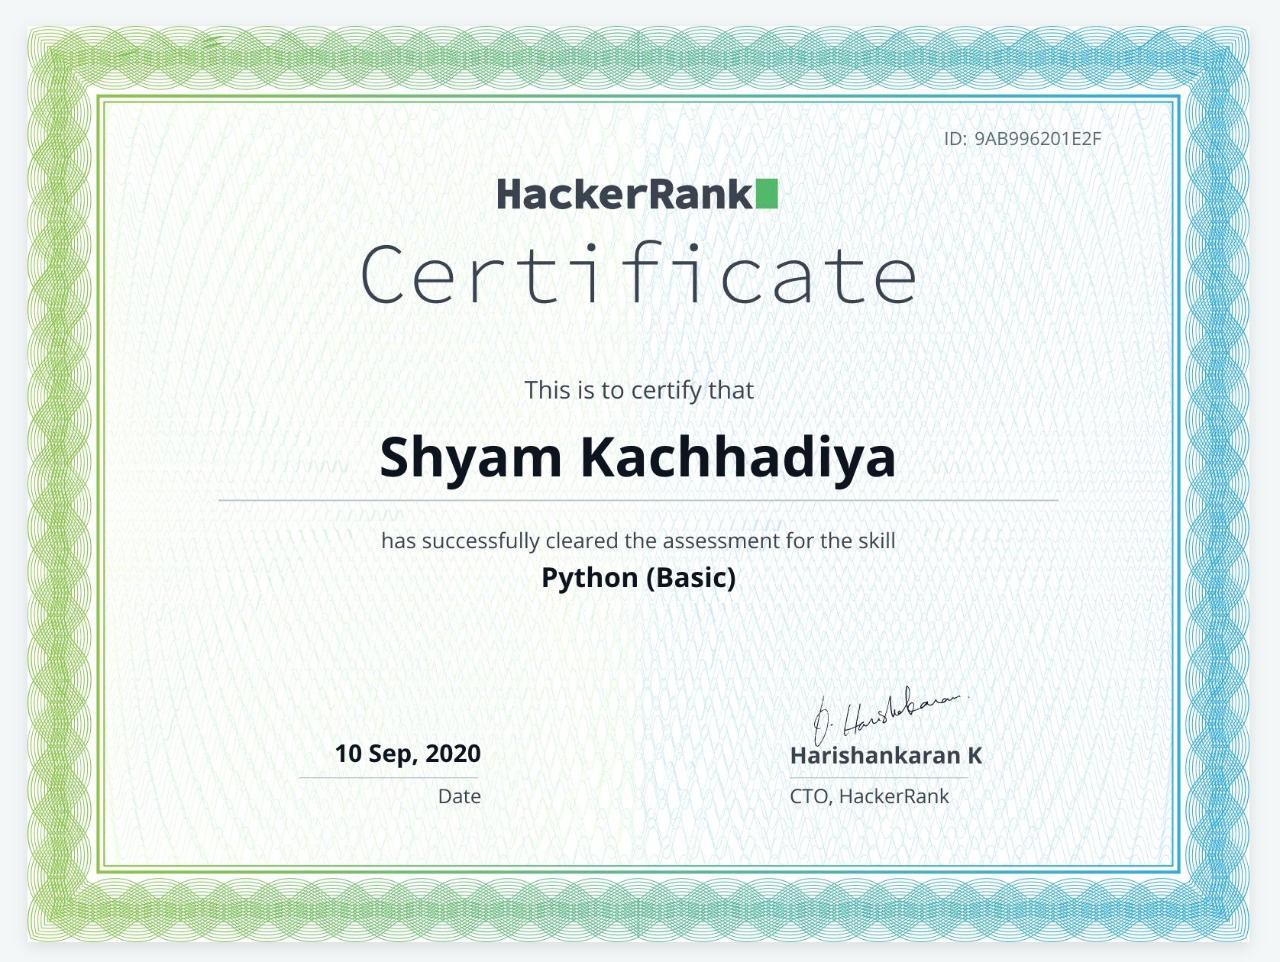 ID: 9AB996201E2F
HackerRank
Certificate
This is to certify that
Shyam Kachhadiya
has successfully cleared the assessment for the skill
Python (Basic)
10 Sep, 2020
Date
Harishankaran K
CTO, HackerRank